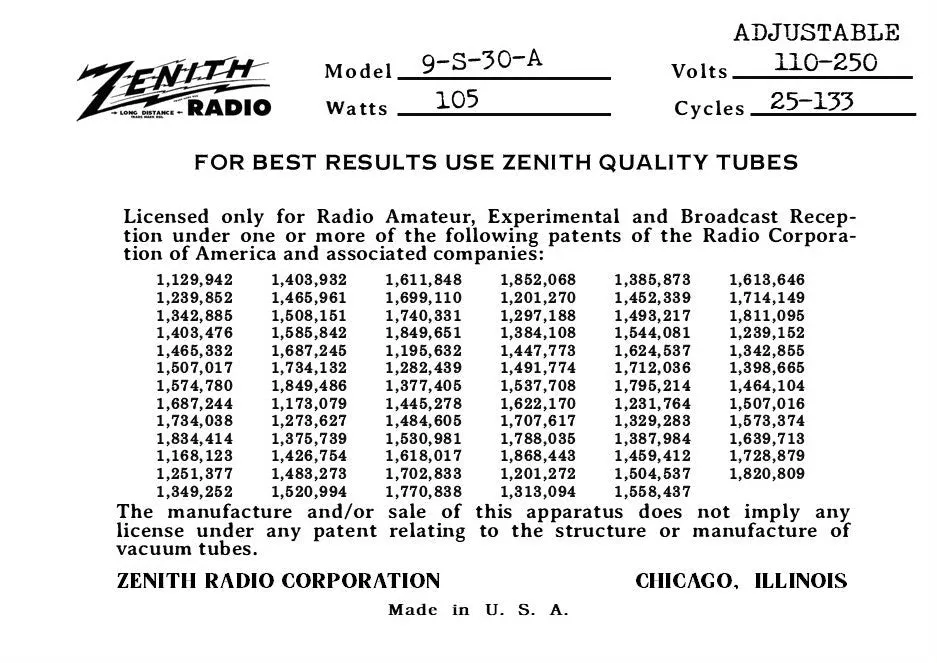 ADJUSTABLE
ZENITH RADIO
LONG DISTANCE
TRADE MARK REG.
Model 9-S-30-A Volts 110-250
Watts 105 Cycles 25-133
FOR BEST RESULTS USE ZENITH QUALITY TUBES
Licensed only for Radio Amateur, Experimental and Broadcast Recep-
tion under one or more of the following patents of the Radio Corpora-
tion of America and associated companies:
1,129,942 1,403,932 1,611,848 1,852,068 1,385,873 1,613,646
1,239,852 1,465,961 1,699,110 1,201,270 1,452,339 1,714,149
1,342,885 1,508,151 1,740,331 1,297,188 1,493,217 1,811,095
1,403,476 1,585,842 1,849,651 1,384,108 1,544,081 1,239,152
1,465,332 1,687,245 1,195,632 1,447,773 1,624,537 1,342,855
1,507,017 1,734,132 1,282,439 1,491,774 1,712,036 1,398,665
1,574,780 1,849,486 1,377,405 1,537,708 1,795,214 1,464,104
1,687,244 1,173,079 1,445,278 1,622,170 1,231,764 1,507,016
1,734,038 1,273,627 1,484,605 1,707,617 1,329,283 1,573,374
1,834,414 1,375,739 1,530,981 1,788,035 1,387,984 1,639,713
1,168,123 1,426,754 1,618,017 1,868,443 1,459,412 1,728,879
1,251,377 1,483,273 1,702,833 1,201,272 1,504,537 1,820,809
1,349,252 1,520,994 1,770,838 1,313,094 1,558,437
The manufacture and/or sale of this apparatus does not imply any
license under any patent relating to the structure or manufacture of
vacuum tubes.
ZENITH RADIO CORPORATION CHICAGO, ILLINOIS
Made in U. S. A.